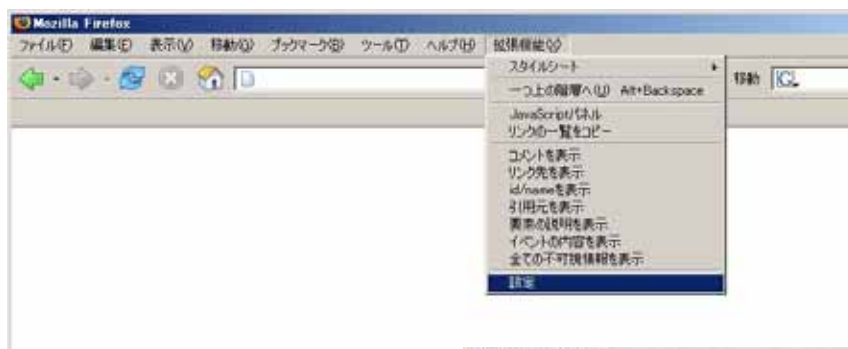 Mozilla Firefox
ファイル(F) 編集(E) 表示(V) 移動(G) ブックマーク(B) ツール(T) ヘルプ(H) 拡張機能(X)
スタイルシート
移動
一つ上の階層へ(U) Alt+Backspace
JavaScriptパネル
リンクの一覧をコピー
コメントを表示
リンク先を表示
id/nameを表示
引用元を表示
要素の説明を表示
イベントの内容を表示
全ての不可視情報を表示
設定